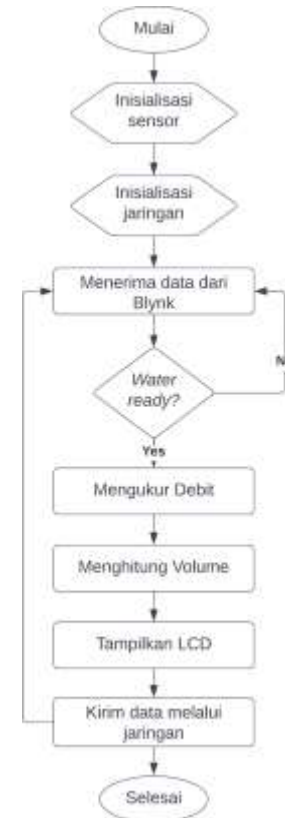 Mulai
Inisialisasi
sensor
Inisialisasi
jaringan
Menerima data dari
Blynk
Water
ready?
N
Yes
Mengukur Debit
Menghitung Volume
Tampilkan LCD
Kirim data melalui
jaringan
Selesai